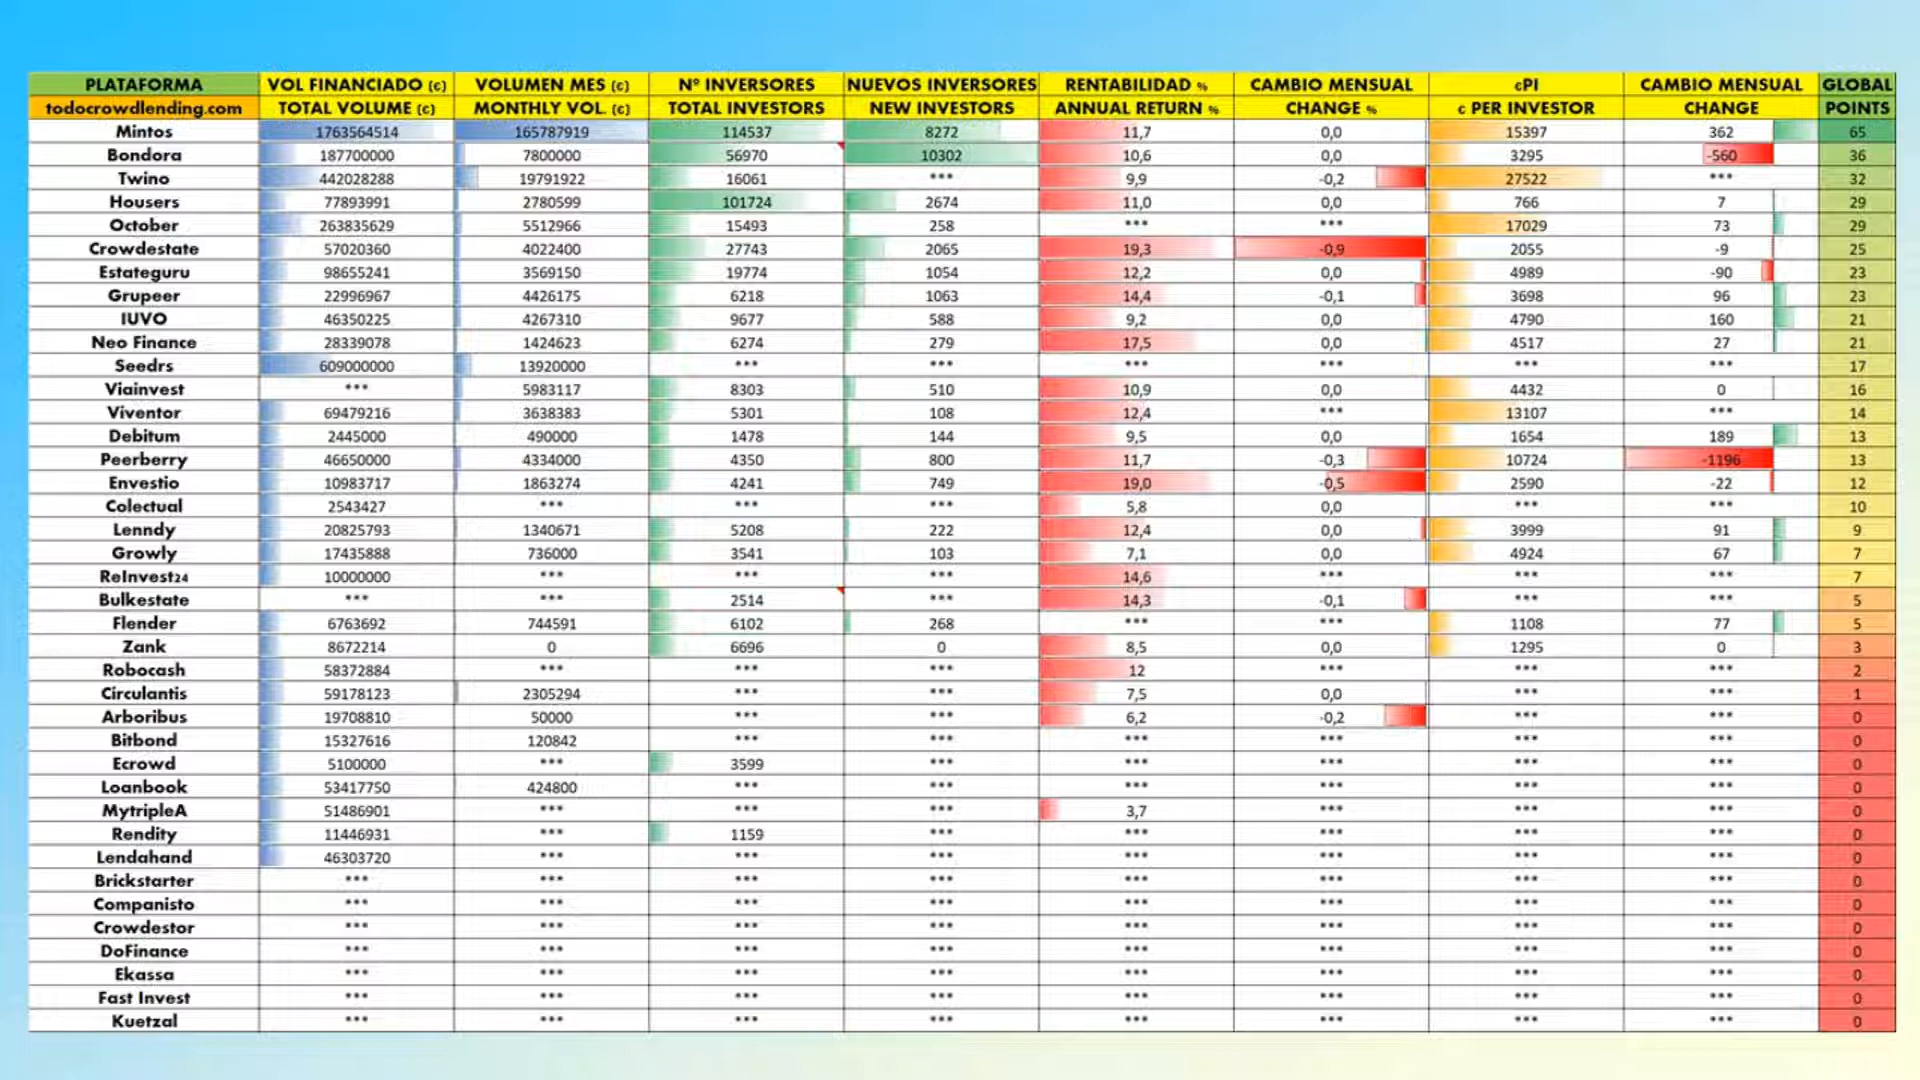 PLATAFORMA VOL FINANCIADO (€) VOLUMEN MES (€) Nº INVERSORES NUEVOS INVERSORES RENTABILIDAD % CAMBIO MENSUAL €PI CAMBIO MENSUAL GLOBAL
todocrowdlending.com TOTAL VOLUME (€) MONTHLY VOL. (€) TOTAL INVESTORS NEW INVESTORS ANNUAL RETURN % CHANGE % € PER INVESTOR CHANGE POINTS
Mintos 1763564514 165787919 114537 8272 11,7 0,0 15397 362 65
Bondora 187700000 7800000 56970 10302 10,6 0,0 3295 -560 36
Twino 442028288 19791922 16061 *** 9,9 -0,2 27522 *** 32
Housers 77893991 2780599 101724 2674 11,0 0,0 766 7 29
October 263835629 5512966 15493 258 *** *** 17029 73 29
Crowdestate 57020360 4022400 27743 2065 19,3 -0,9 2055 -9 25
Estateguru 98655241 3569150 19774 1054 12,2 0,0 4989 -90 23
Grupeer 22996967 4426175 6218 1063 14,4 -0,1 3698 96 23
IUVO 46350225 4267310 9677 588 9,2 0,0 4790 160 21
Neo Finance 28339078 1424623 6274 279 17,5 0,0 4517 27 21
Seedrs 609000000 13920000 *** *** *** *** *** *** 17
Viainvest *** 5983117 8303 510 10,9 0,0 4432 0 16
Viventor 69479216 3638383 5301 108 12,4 *** 13107 *** 14
Debitum 2445000 490000 1478 144 9,5 0,0 1654 189 13
Peerberry 46650000 4334000 4350 800 11,7 -0,3 10724 -1196 13
Envestio 10983717 1863274 4241 749 19,0 -0,5 2590 -22 12
Colectual 2543427 *** *** *** 5,8 0,0 *** *** 10
Lenndy 20825793 1340671 5208 222 12,4 0,0 3999 91 9
Growly 17435888 736000 3541 103 7,1 0,0 4924 67 7
ReInvest24 10000000 *** *** *** 14,6 *** *** *** 7
Bulkestate *** *** 2514 *** 14,3 -0,1 *** *** 5
Flender 6763692 744591 6102 268 *** *** 1108 77 5
Zank 8672214 0 6696 0 8,5 0,0 1295 0 3
Robocash 58372884 *** *** *** 12 *** *** *** 2
Circulantis 59178123 2305294 *** *** 7,5 0,0 *** *** 1
Arboribus 19708810 50000 *** *** 6,2 -0,2 *** *** 0
Bitbond 15327616 120842 *** *** *** *** *** *** 0
Ecrowd 5100000 *** 3599 *** *** *** *** *** 0
Loanbook 53417750 424800 *** *** *** *** *** *** 0
MytripleA 51486901 *** *** *** 3,7 *** *** *** 0
Rendity 11446931 *** 1159 *** *** *** *** *** 0
Lendahand 46303720 *** *** *** *** *** *** *** 0
Brickstarter *** *** *** *** *** *** *** *** 0
Companisto *** *** *** *** *** *** *** *** 0
Crowdestor *** *** *** *** *** *** *** *** 0
DoFinance *** *** *** *** *** *** *** *** 0
Ekassa *** *** *** *** *** *** *** *** 0
Fast Invest *** *** *** *** *** *** *** *** 0
Kuetzal *** *** *** *** *** *** *** *** 0